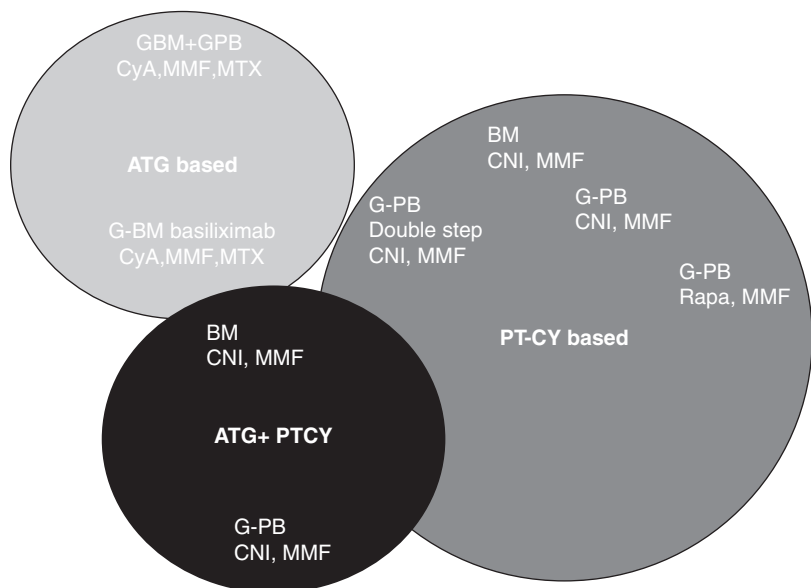 GBM+GPB
CyA,MMF,MTX
ATG based
G-BM basiliximab
CyA,MMF,MTX
BM
CNI, MMF
G-PB
Double step
CNI, MMF
G-PB
CNI, MMF
G-PB
Rapa, MMF
PT-CY based
BM
CNI, MMF
ATG+ PTCY
G-PB
CNI, MMF